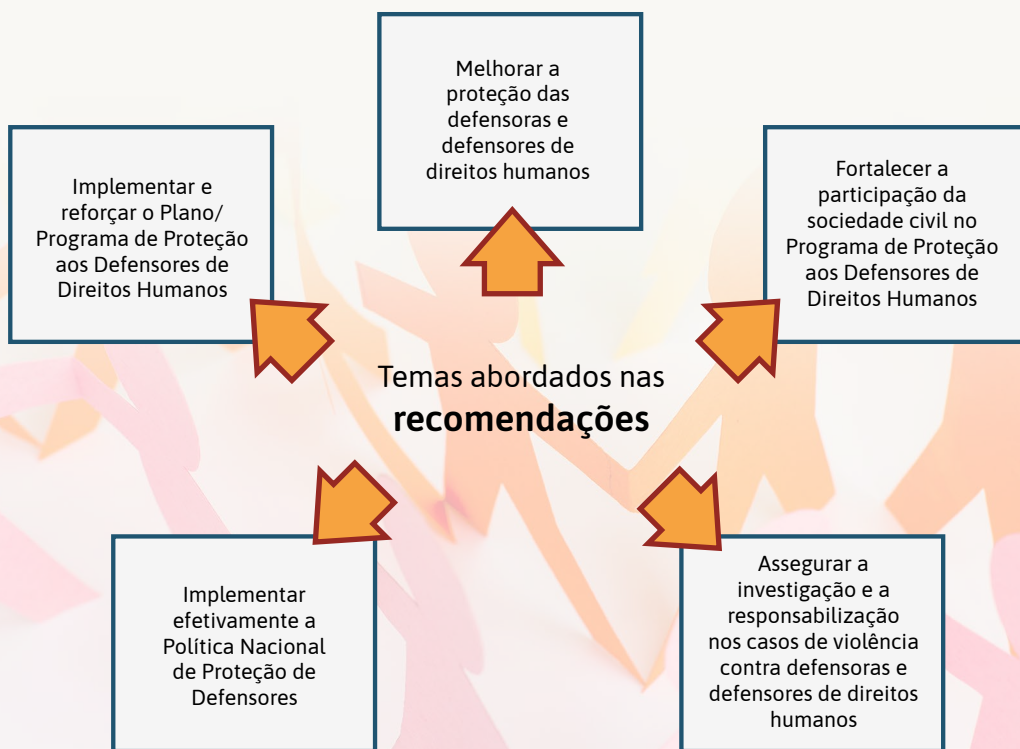 Melhorar a
proteção das
defensoras e
defensores de
direitos humanos
Implementar e
reforçar o Plano/
Programa de Proteção
aos Defensores de
Direitos Humanos
Fortalecer a
participação da
sociedade civil no
Programa de Proteção
aos Defensores de
Direitos Humanos
Temas abordados nas
recomendações
Implementar
efetivamente a
Política Nacional
de Proteção de
Defensores
Assegurar a
investigação e a
responsabilização
nos casos de violência
contra defensoras e
defensores de direitos
humanos